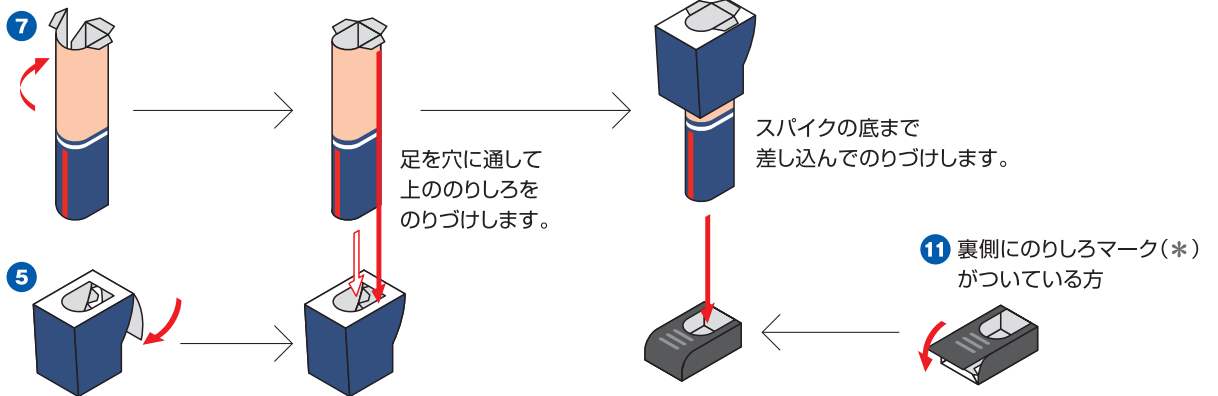 7
足を穴に通して
上ののりしろを
のりづけします。
スパイクの底まで
差し込んでのりづけします。
5
11 裏側にのりしろマーク（＊）
がついている方